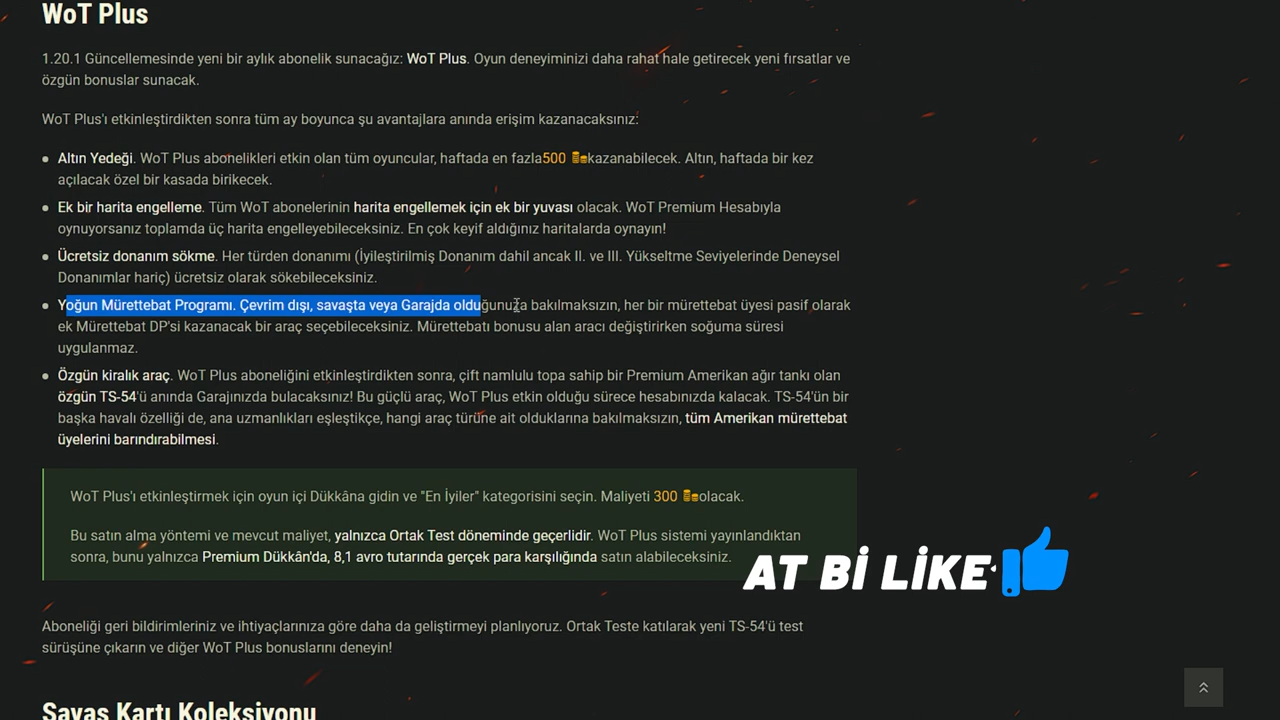 WoT Plus
1.20.1 Güncellemesinde yeni bir aylık abonelik sunacağız: WoT Plus. Oyun deneyiminizi daha rahat hale getirecek yeni fırsatlar ve
özgün bonuslar sunacak.
WoT Plus'ı etkinleştirdikten sonra tüm ay boyunca şu avantajlara anında erişim kazanacaksınız:
Altın Yedeği. WoT Plus abonelikleri etkin olan tüm oyuncular, haftada en fazla500 kazanabilecek. Altın, haftada bir kez
açılacak özel bir kasada birikecek.
Ek bir harita engelleme. Tüm WoT abonelerinin harita engellemek için ek bir yuvası olacak. WoT Premium Hesabıyla
oynuyorsanız toplamda üç harita engelleyebileceksiniz. En çok keyif aldığınız haritalarda oynayın!
Ücretsiz donanım sökme. Her türden donanımı (İyileştirilmiş Donanım dahil ancak II. ve III. Yükseltme Seviyelerinde Deneysel
Donanımlar hariç) ücretsiz olarak sökebileceksiniz.
Yoğun Mürettebat Programı. Çevrim dışı, savaşta veya Garajda olduğunuza bakılmaksızın, her bir mürettebat üyesi pasif olarak
ek Mürettebat DP'si kazanacak bir araç seçebileceksiniz. Mürettebatı bonusu alan aracı değiştirirken soğuma süresi
uygulanmaz.
Özgün kiralık araç. WoT Plus aboneliğini etkinleştirdikten sonra, çift namlulu topa sahip bir Premium Amerikan ağır tankı olan
özgün TS-54'ü anında Garajınızda bulacaksınız! Bu güçlü araç, WoT Plus etkin olduğu sürece hesabınızda kalacak. TS-54'ün bir
başka havalı özelliği de, ana uzmanlıkları eşleştikçe, hangi araç türüne ait olduklarına bakılmaksızın, tüm Amerikan mürettebat
üyelerini barındırabilmesi.
WoT Plus'ı etkinleştirmek için oyun içi Dükkâna gidin ve "En İyiler" kategorisini seçin. Maliyeti 300 olacak.
Bu satın alma yöntemi ve mevcut maliyet, yalnızca Ortak Test döneminde geçerlidir. WoT Plus sistemi yayınlandıktan
sonra, bunu yalnızca Premium Dükkân'da, 8,1 avro tutarında gerçek para karşılığında satın alabileceksiniz.
AT Bİ LİKE
Aboneliği geri bildirimleriniz ve ihtiyaçlarınıza göre daha da geliştirmeyi planlıyoruz. Ortak Teste katılarak yeni TS-54'ü test
sürüşüne çıkarın ve diğer WoT Plus bonuslarını deneyin!
Savaş Kartı Koleksiyonu